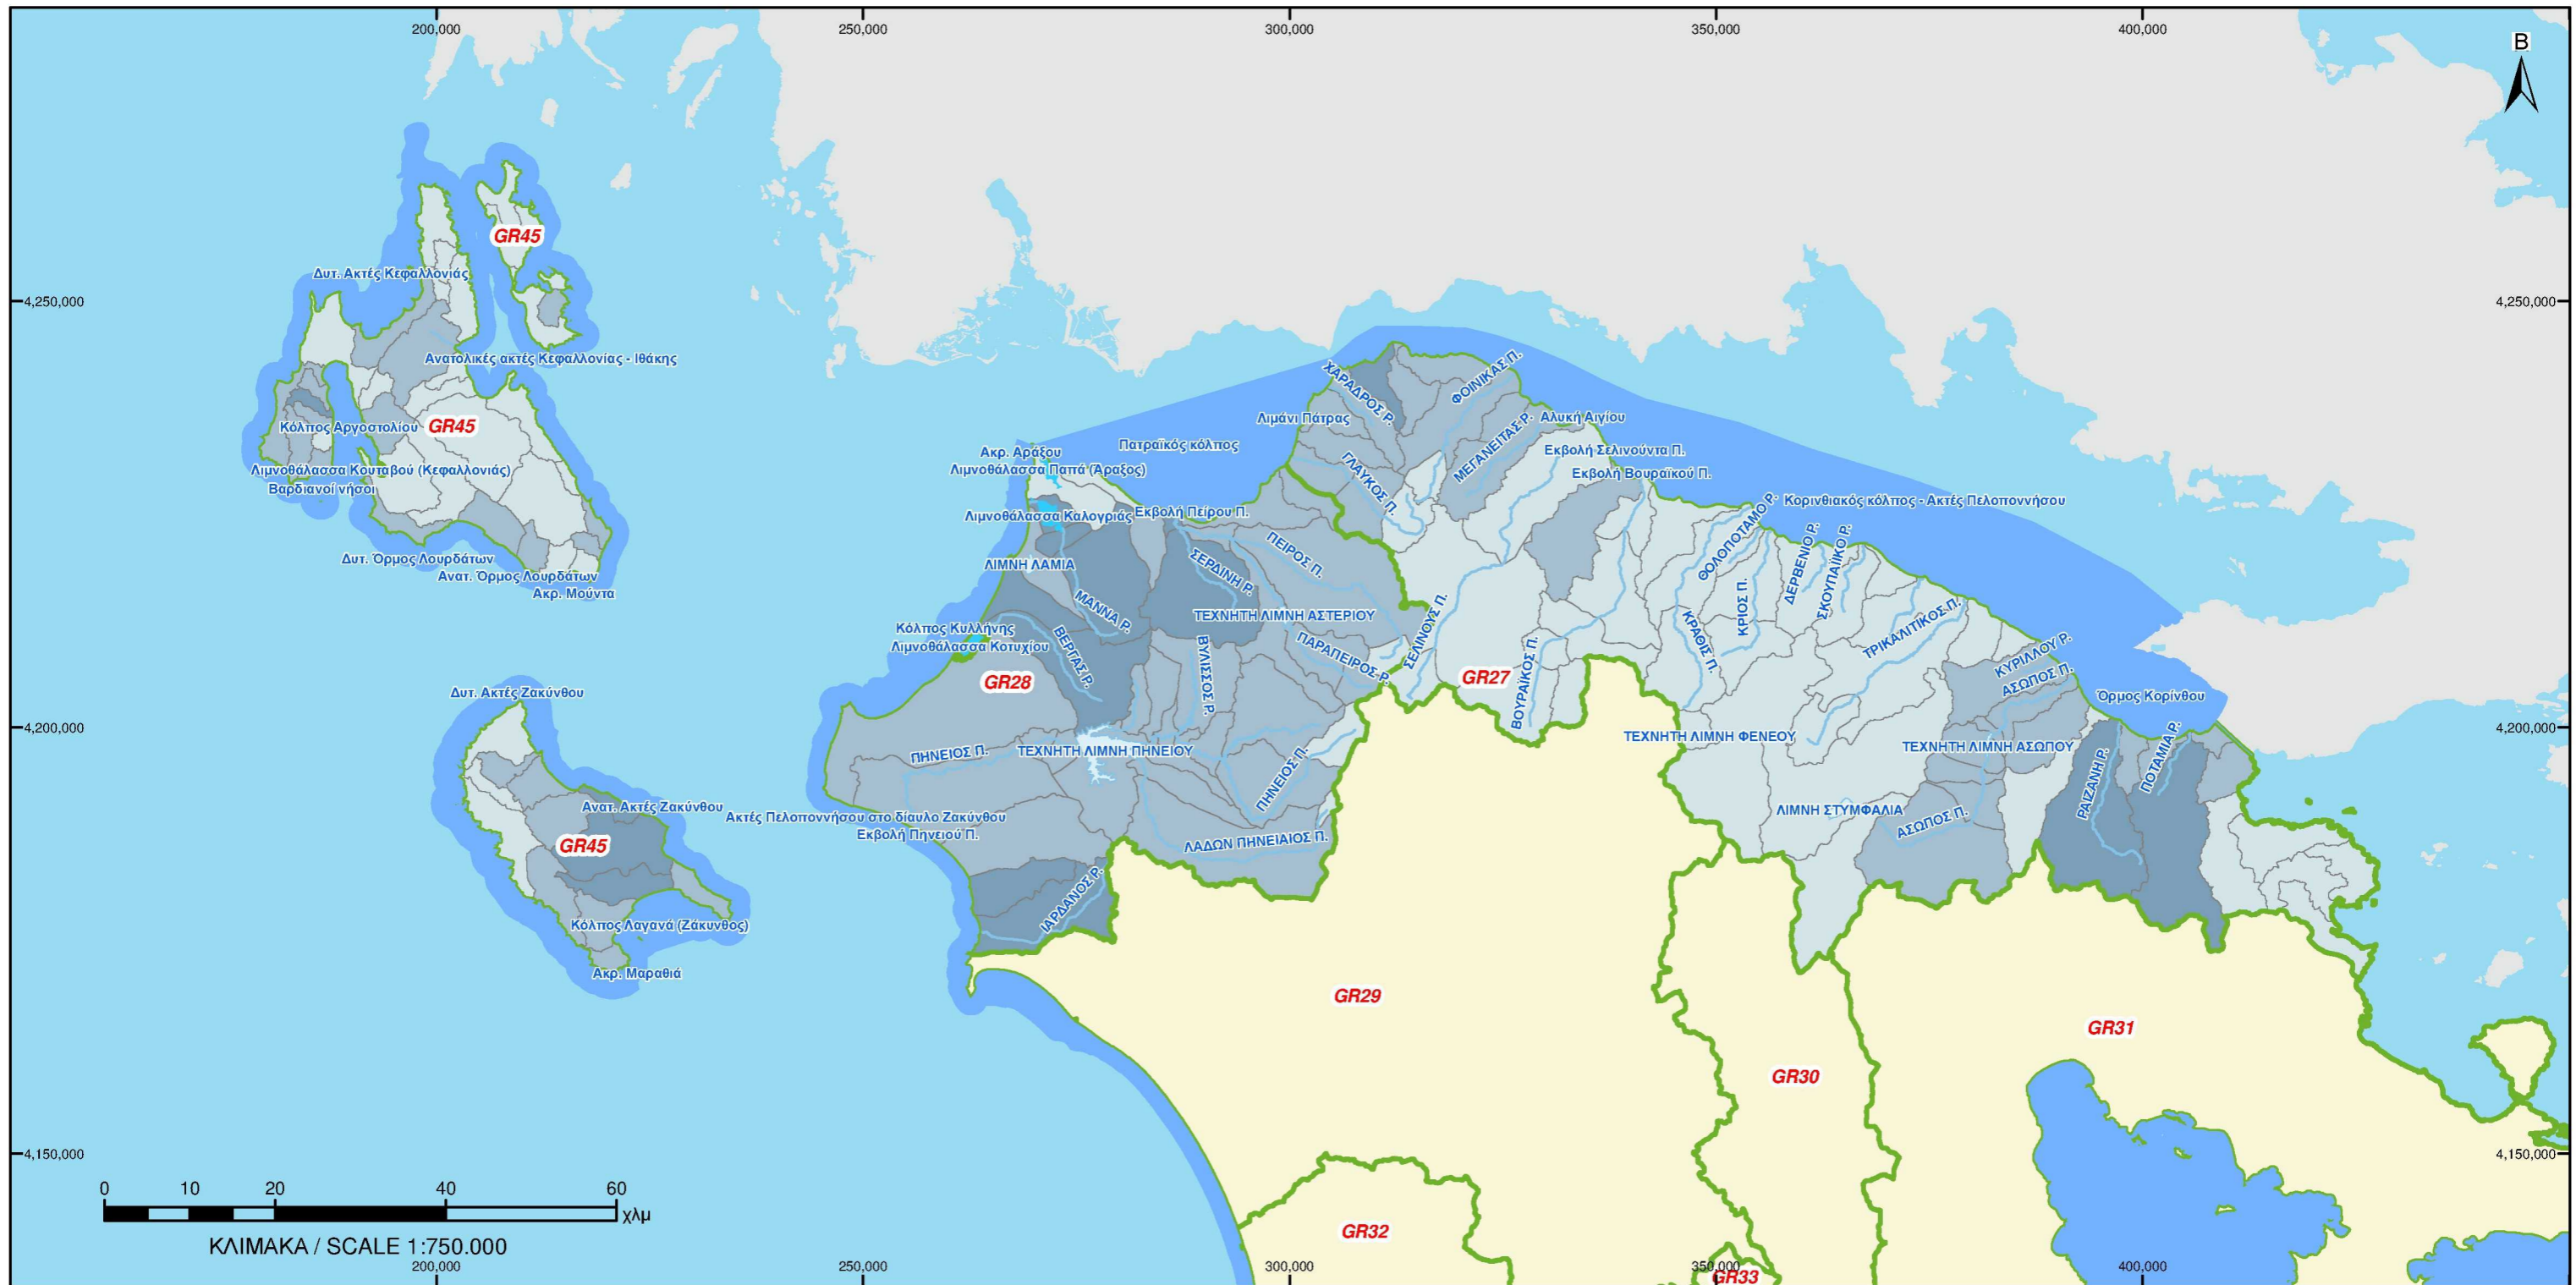 200,000
250,000
300,000
350,000
400,000
Β
GR45
Δυτ. Ακτές Κεφαλλονιάς
4,250,000
4,250,000
Ανατολικές ακτές Κεφαλλονίας - Ιθάκης
ΧΑΡΑΔΡΟΣ Ρ.
ΦΟΙΝΙΚΑΣ Π.
Λιμάνι Πάτρας
Αλυκή Αιγίου
Κόλπος Αργοστολίου
GR45
Πατραϊκός κόλπος
ΜΕΓΑΝΕΙΤΑΣ Ρ.
Ακρ. Αράξου
Εκβολή Σελινούντα Π.
Λιμνοθάλασσα Κουταβού (Κεφαλλονιάς)
Λιμνοθάλασσα Παπά (Άραξος)
ΓΛΑΥΚΟΣ Π.
Εκβολή Βουραϊκού Π.
Βαρδιανοί νήσοι
Κορινθιακός κόλπος - Ακτές Πελοποννήσου
Λιμνοθάλασσα Καλογριάς
Εκβολή Πείρου Π.
ΘΟΛΟΠΟΤΑΜΟ Ρ.
Δυτ. Όρμος Λουρδάτων
ΛΙΜΝΗ ΛΑΜΙΑ
ΣΕΡΔΙΝΗ Ρ.
ΠΕΙΡΟΣ Π.
ΔΕΡΒΕΝΙΟ Ρ.
ΣΚΟΥΠΑΙΪΚΟ Ρ.
Ανατ. Όρμος Λουρδάτων
Ακρ. Μούντα
ΜΑΝΝΑ Ρ.
ΤΕΧΝΗΤΗ ΛΙΜΝΗ ΑΣΤΕΡΙΟΥ
ΚΡΙΟΣ Π.
Κόλπος Κυλλήνης
ΣΕΛΙΝΟΥΣ Π.
ΤΡΙΚΑΛΙΤΙΚΟΣ Π.
Λιμνοθάλασσα Κοτυχίου
ΒΕΡΓΑΣ Ρ.
ΒΥΛΙΣΣΟΣ Ρ.
ΠΑΡΑΠΕΙΡΟΣ Ρ.
ΚΡΑΘΙΣ Π.
ΚΥΡΙΛΛΟΥ Ρ.
GR28
GR27
ΒΟΥΡΑΪΚΟΣ Π.
ΑΣΩΠΟΣ Π.
Δυτ. Ακτές Ζακύνθου
Όρμος Κορίνθου
4,200,000
4,200,000
ΤΕΧΝΗΤΗ ΛΙΜΝΗ ΦΕΝΕΟΥ
ΠΗΝΕΙΟΣ Π.
ΤΕΧΝΗΤΗ ΛΙΜΝΗ ΠΗΝΕΙΟΥ
ΤΕΧΝΗΤΗ ΛΙΜΝΗ ΑΣΩΠΟΥ
ΠΟΤΑΜΙΑ Ρ.
ΠΗΝΕΙΟΣ Π.
ΡΑΙΖΑΝΗ Ρ.
Ανατ. Ακτές Ζακύνθου
Ακτές Πελοποννήσου στο δίαυλο Ζακύνθου
ΛΙΜΝΗ ΣΤΥΜΦΑΛΙΑ
ΑΣΩΠΟΣ Π.
Εκβολή Πηνειού Π.
GR45
ΛΑΔΩΝ ΠΗΝΕΙΑΙΟΣ Π.
ΙΑΡΔΑΝΟΣ Ρ.
Κόλπος Λαγανά (Ζάκυνθος)
Ακρ. Μαραθιά
GR29
GR31
GR30
4,150,000
4,150,000
0 10 20 40 60
χλμ
GR32
ΚΛΙΜΑΚΑ / SCALE 1:750.000
200,000
250,000
300,000
350,000
400,000
GR33